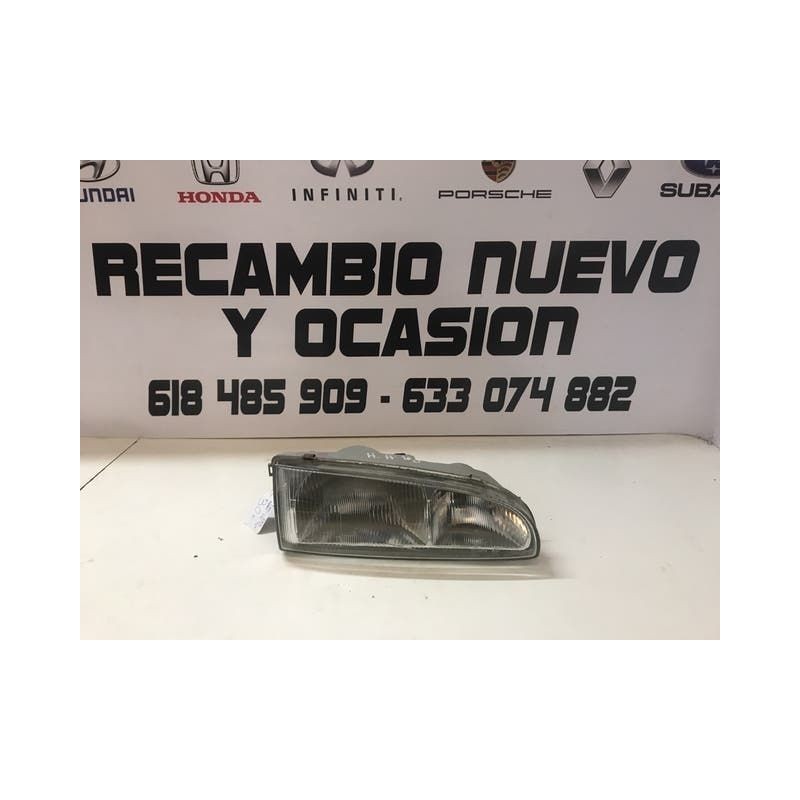 UNDAI HONDA INFINITI. PORSCHE SUBA
RECAMBIO NUEVO
Y OCASION
618 485 909 - 633 074 882